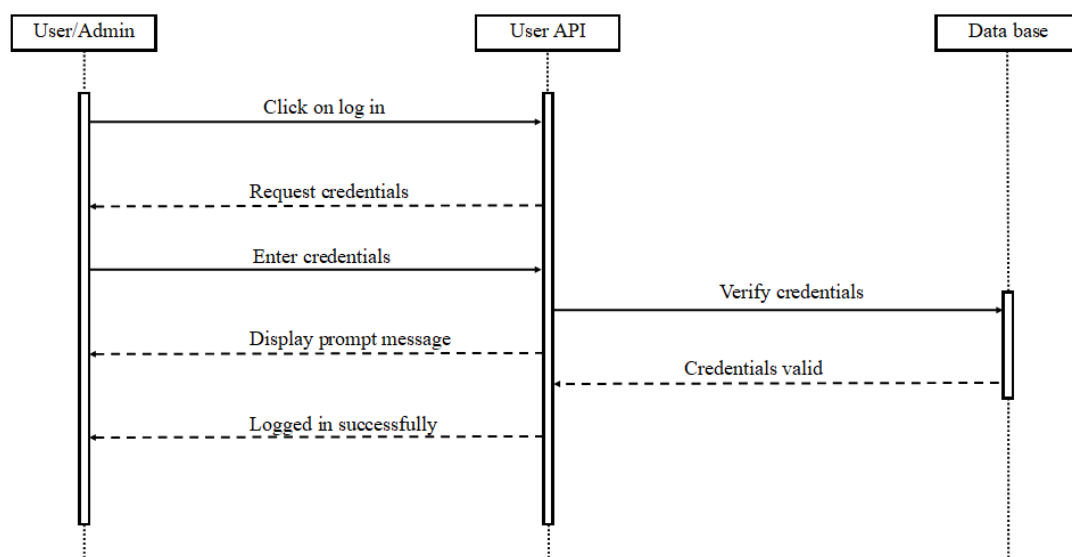 User/Admin
User API
Data base
Click on log in
Request credentials
Enter credentials
Verify credentials
Display prompt message
Credentials valid
Logged in successfully